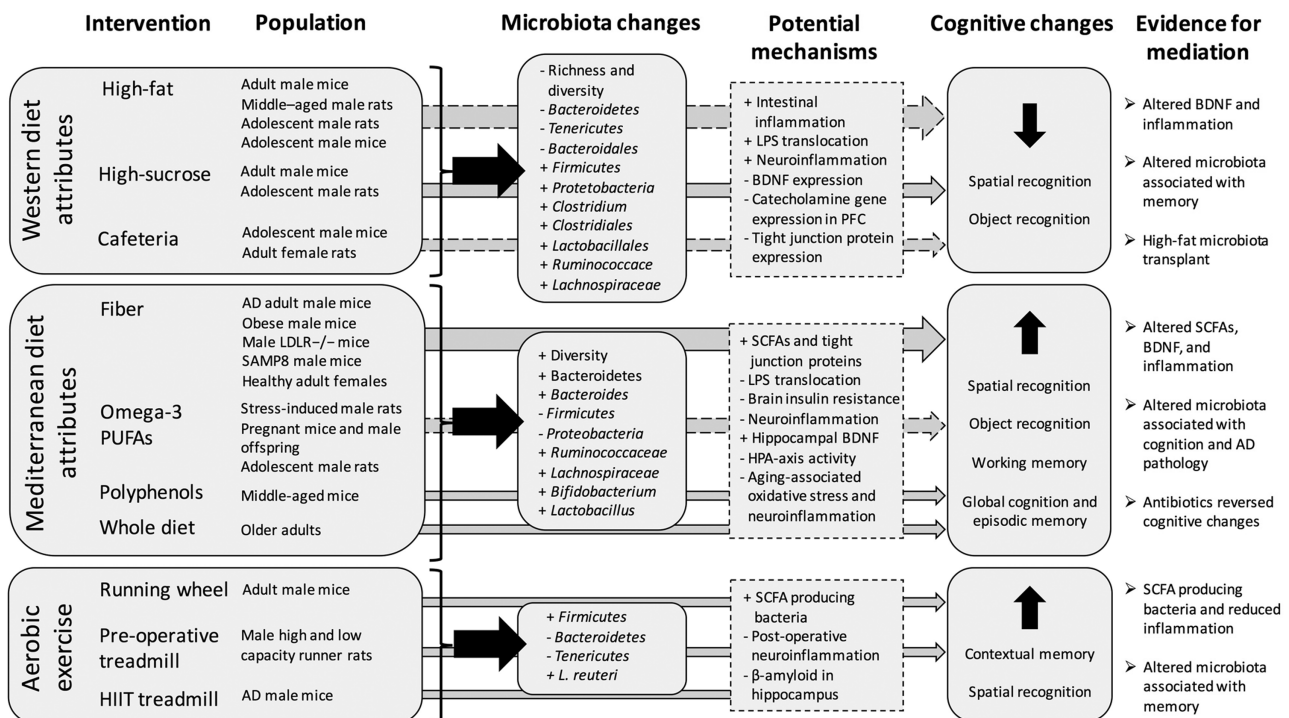 Intervention
Population
Microbiota changes
Potential
mechanisms
Cognitive changes
Evidence for
mediation
Western diet
attributes
High-fat
Adult male mice
Middle–aged male rats
Adolescent male rats
Adolescent male mice
High-sucrose
Adult male mice
Adolescent male rats
Cafeteria
Adolescent male mice
Adult female rats
- Richness and
diversity
- Bacteroidetes
- Tenericutes
- Bacteroidales
+ Firmicutes
+ Protetobacteria
+ Clostridium
+ Clostridiales
+ Lactobacillales
+ Ruminococcace
+ Lachnospiraceae
+ Intestinal
inflammation
+ LPS translocation
+ Neuroinflammation
- BDNF expression
- Catecholamine gene
expression in PFC
- Tight junction protein
expression
Spatial recognition
Object recognition
➢ Altered BDNF and
inflammation
➢ Altered microbiota
associated with
memory
➢ High-fat microbiota
transplant
Mediterranean diet
attributes
Fiber
AD adult male mice
Obese male mice
Male LDLR−/− mice
SAMP8 male mice
Healthy adult females
Omega-3
PUFAs
Stress-induced male rats
Pregnant mice and male
offspring
Adolescent male rats
Polyphenols
Middle-aged mice
Whole diet
Older adults
+ Diversity
+ Bacteroidetes
+ Bacteroides
- Firmicutes
- Proteobacteria
+ Ruminococcaceae
+ Lachnospiraceae
+ Bifidobacterium
+ Lactobacillus
+ SCFAs and tight
junction proteins
- LPS translocation
- Brain insulin resistance
- Neuroinflammation
+ Hippocampal BDNF
- HPA-axis activity
- Aging-associated
oxidative stress and
neuroinflammation
Spatial recognition
Object recognition
Working memory
Global cognition and
episodic memory
➢ Altered SCFAs,
BDNF, and
inflammation
➢ Altered microbiota
associated with
cognition and AD
pathology
➢ Antibiotics reversed
cognitive changes
Aerobic
exercise
Running wheel
Adult male mice
Pre-operative
treadmill
Male high and low
capacity runner rats
HIIT treadmill
AD male mice
+ Firmicutes
- Bacteroidetes
- Tenericutes
+ L. reuteri
+ SCFA producing
bacteria
- Post-operative
neuroinflammation
- β-amyloid in
hippocampus
Contextual memory
Spatial recognition
➢ SCFA producing
bacteria and reduced
inflammation
➢ Altered microbiota
associated with
memory